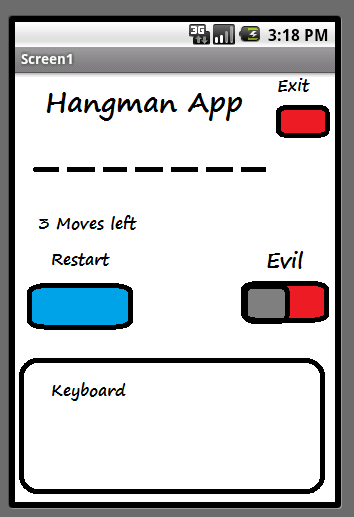 3G 3:18 PM
Screen1
Exit
Hangman App
3 Moves left
Restart
Evil
Keyboard